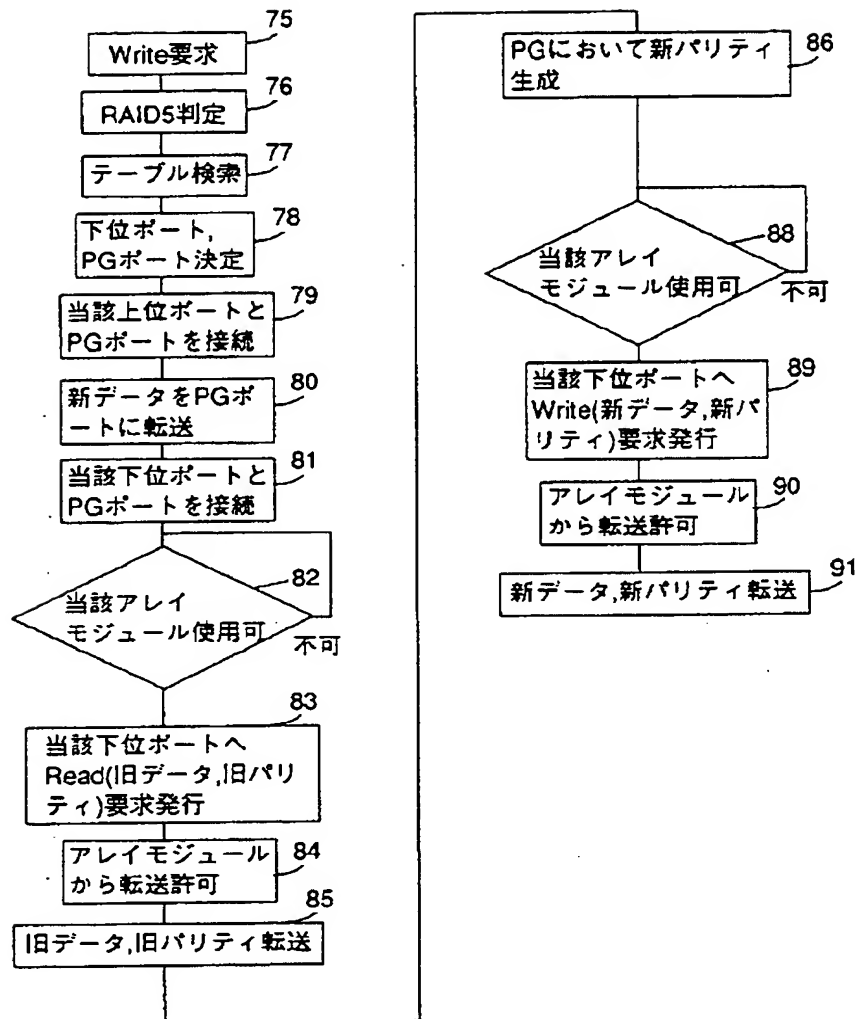 75
Write要求
76
RAID5判定
77
テーブル検索
78
下位ポート,
PGポート決定
79
当該上位ポートと
PGポートを接続
80
新データをPGポ
ートに転送
81
当該下位ポートと
PGポートを接続
82
当該アレイ
モジュール使用可
不可
83
当該下位ポートへ
Read(旧データ,旧パリ
ティ)要求発行
84
アレイモジュール
から転送許可
85
旧データ,旧パリティ転送
86
PGにおいて新パリティ
生成
88
当該アレイ
モジュール使用可
不可
89
当該下位ポートへ
Write(新データ,新パ
リティ)要求発行
90
アレイモジュール
から転送許可
91
新データ,新パリティ転送